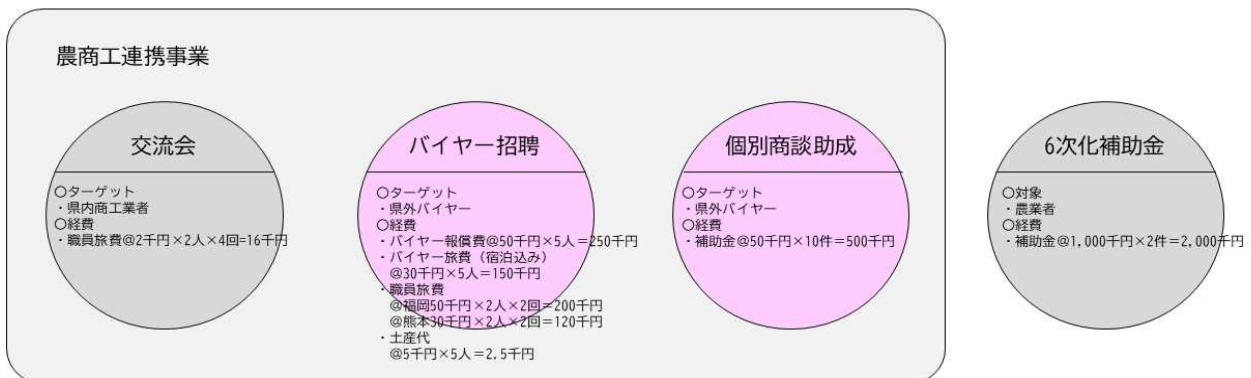 農商工連携事業
交流会
〇ターゲット
・県内商工業者
〇経費
・職員旅費@2千円×2人×4回=16千円
バイヤー招聘
〇ターゲット
・県外バイヤー
〇経費
・バイヤー報償費@50千円×5人＝250千円
・バイヤー旅費（宿泊込み）
@30千円×5人＝150千円
・職員旅費
@福岡50千円×2人×2回＝200千円
@熊本30千円×2人×2回＝120千円
・土産代
@5千円×5人＝2.5千円
個別商談助成
〇ターゲット
・県外バイヤー
〇経費
・補助金@50千円×10件＝500千円
6次化補助金
〇対象
・農業者
〇経費
・補助金@1,000千円×2件＝2,000千円